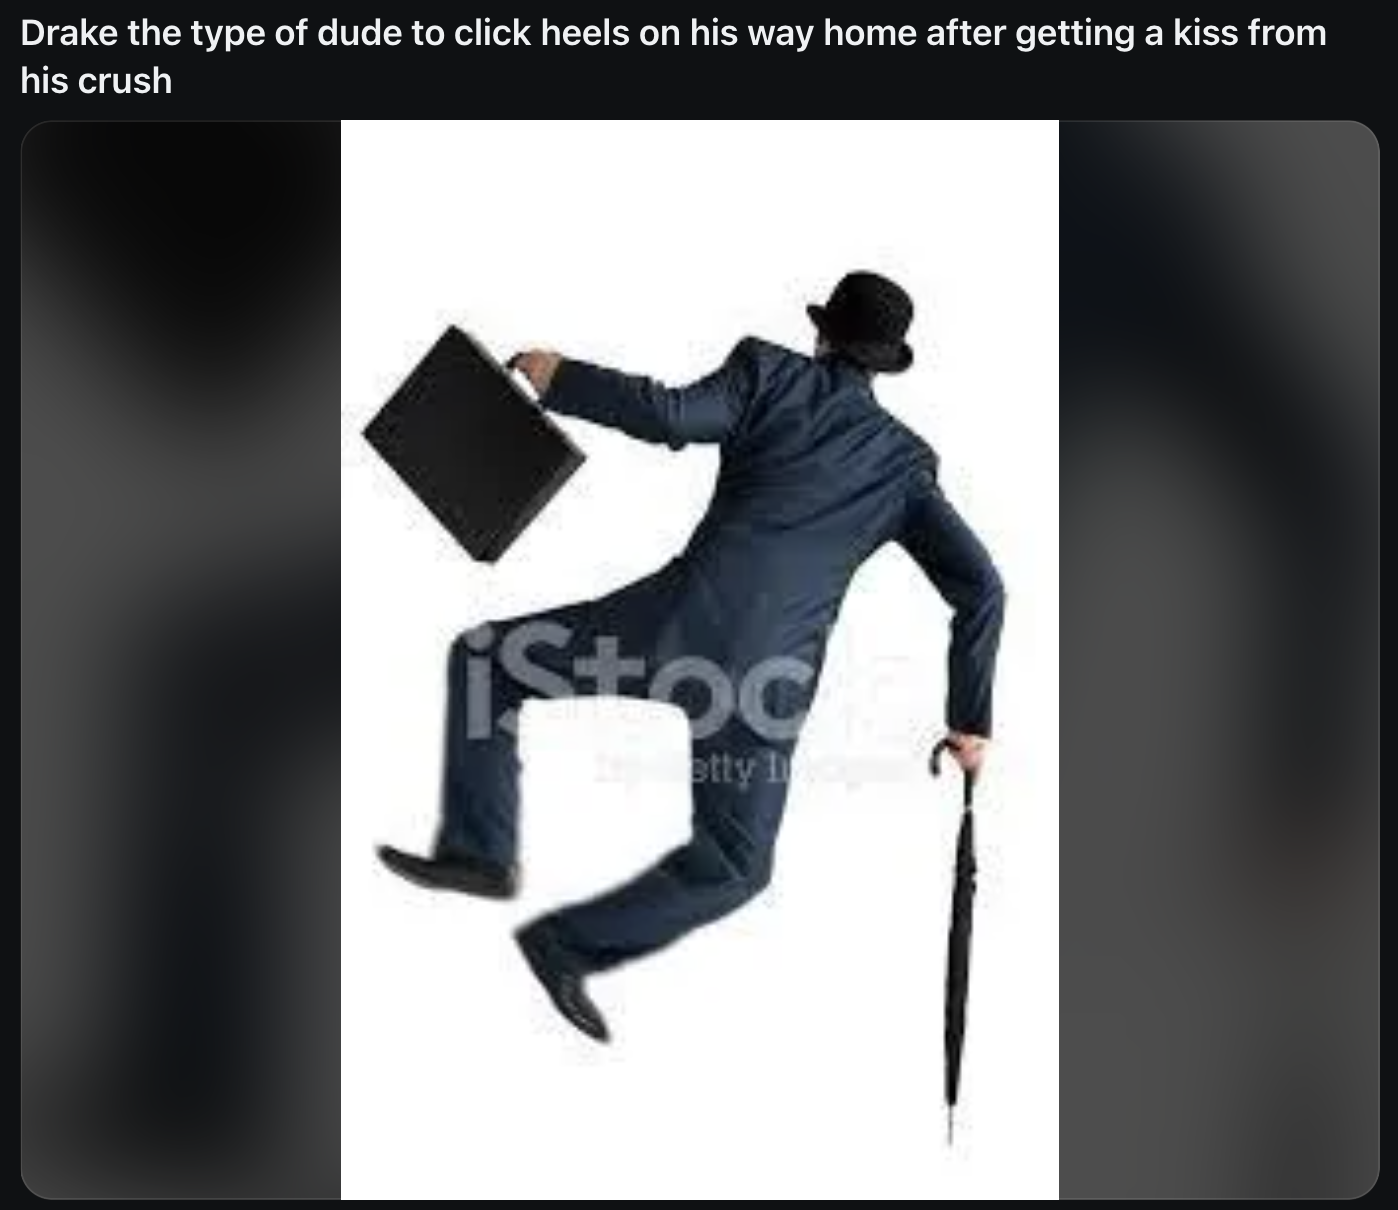 Drake the type of dude to click heels on his way home after getting a kiss from
his crush
iStock